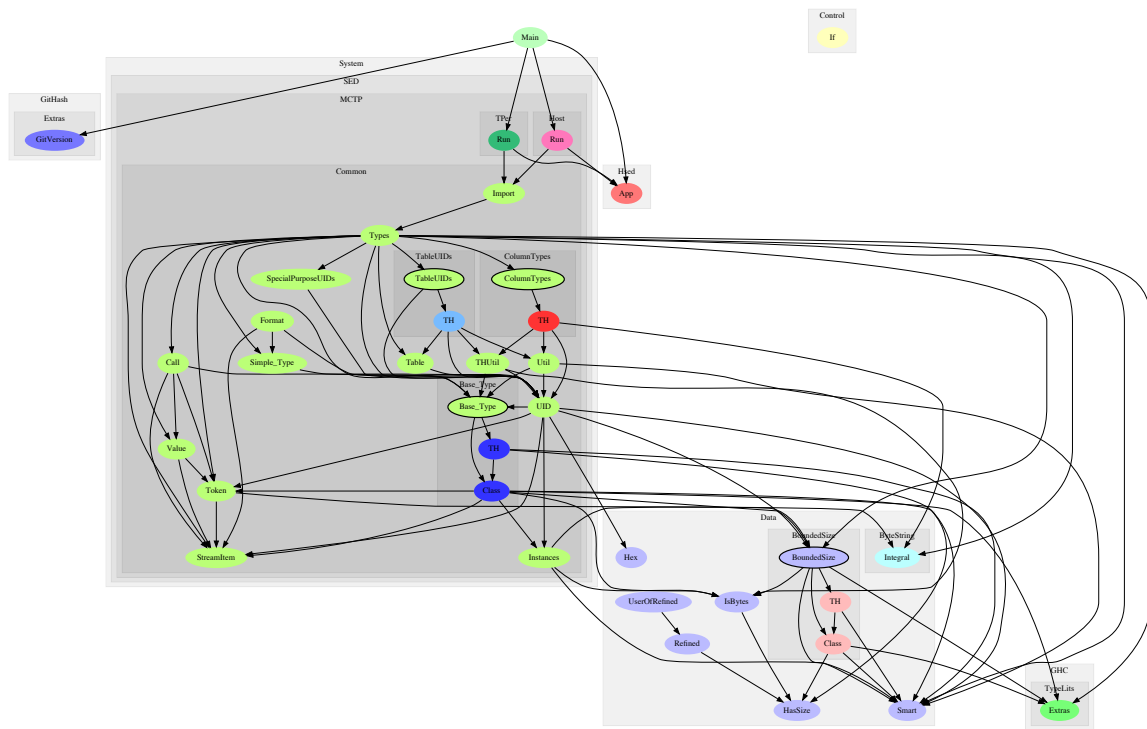 Control
If
Main
System
SED
GitHash
Extras
GitVersion
MCTP
TPer
Run
Host
Run
Common
Hsed
App
Import
Types
TableUIDs
TableUIDs
ColumnTypes
ColumnTypes
SpecialPurposeUIDs
Format
TH
TH
Call
Simple_Type
Table
THUtil
Util
Base_Type
Base_Type
UID
Value
TH
Token
Class
Data
StreamItem
Instances
Hex
BoundedSize
BoundedSize
ByteString
Integral
UserOfRefined
IsBytes
TH
Refined
Class
GHC
TypeLits
Extras
HasSize
Smart